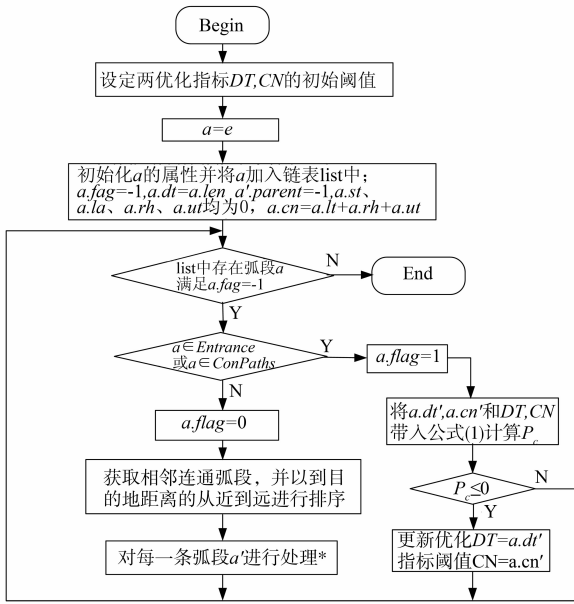 Begin
设定两优化指标DT,CN的初始阈值
a=e
初始化a的属性并将a加入链表list中;
a.fag=-1,a.dt=a.len a'.parent=-1,a.st、
a.la、a.rh、a.ut均为0, a.cn=a.lt+a.rh+a.ut
list中存在弧段a
满足a.fag=-1
N
End
Y
a∈Entrance
或a∈ConPaths
Y
a.flag=1
N
a.flag=0
将a.dt',a.cn'和DT,CN
带入公式(1)计算Pc
获取相邻连通弧段，并以到目
的地距离的从近到远进行排序
Pc≤0
N
Y
对每一条弧段a'进行处理*
更新优化DT=a.dt'
指标阈值CN=a.cn'